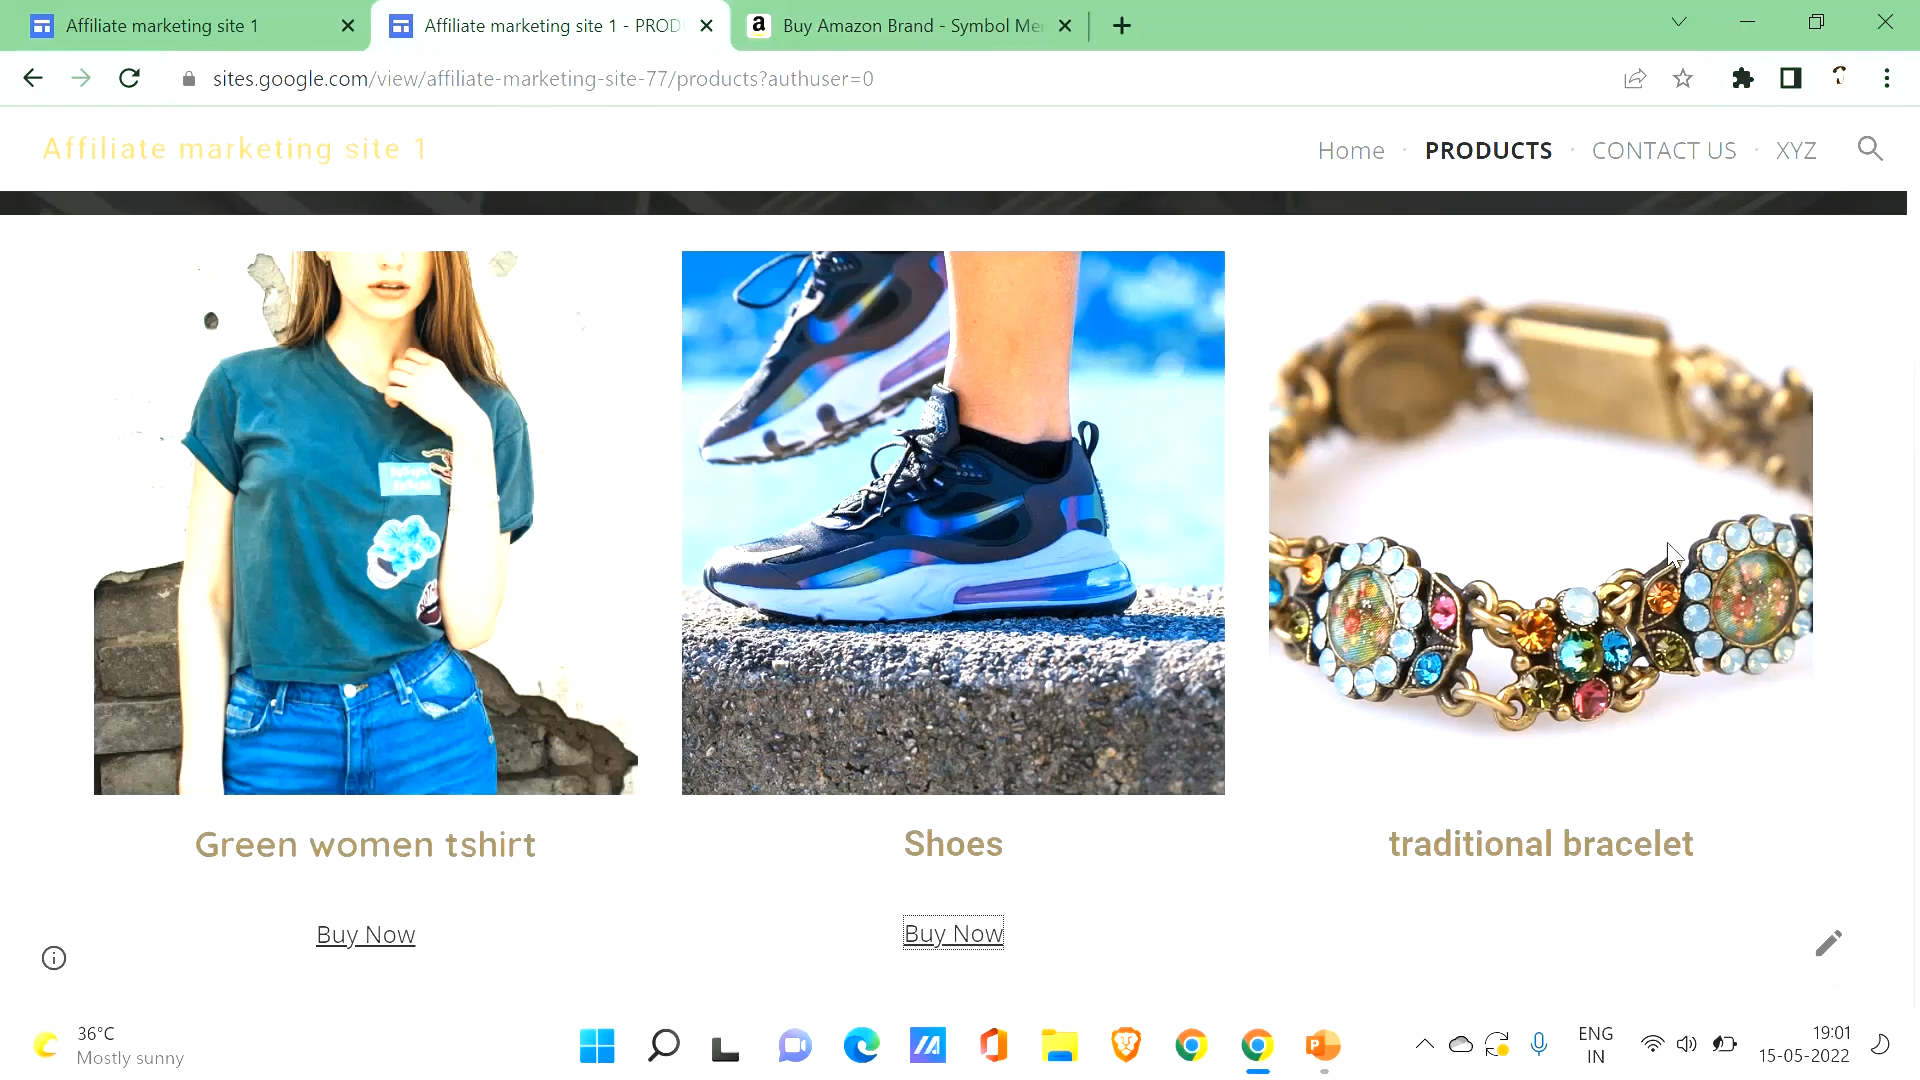 Affiliate marketing site 1
Affiliate marketing site 1 - PROD
Buy Amazon Brand - Symbol Me
sites.google.com/view/affiliate-marketing-site-77/products?authuser=0
Affiliate marketing site 1
Home
PRODUCTS
CONTACT US
XYZ
Green women tshirt
Shoes
traditional bracelet
Buy Now
Buy Now
36°C
Mostly sunny
ENG
IN
19:01
15-05-2022